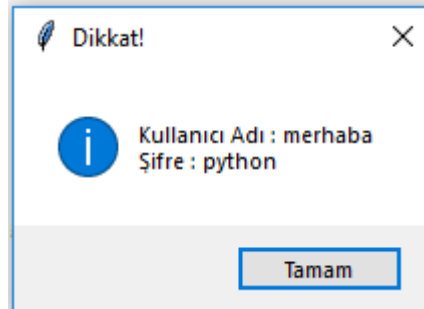 Dikkat!
Kullanıcı Adı : merhaba
Şifre : python
Tamam